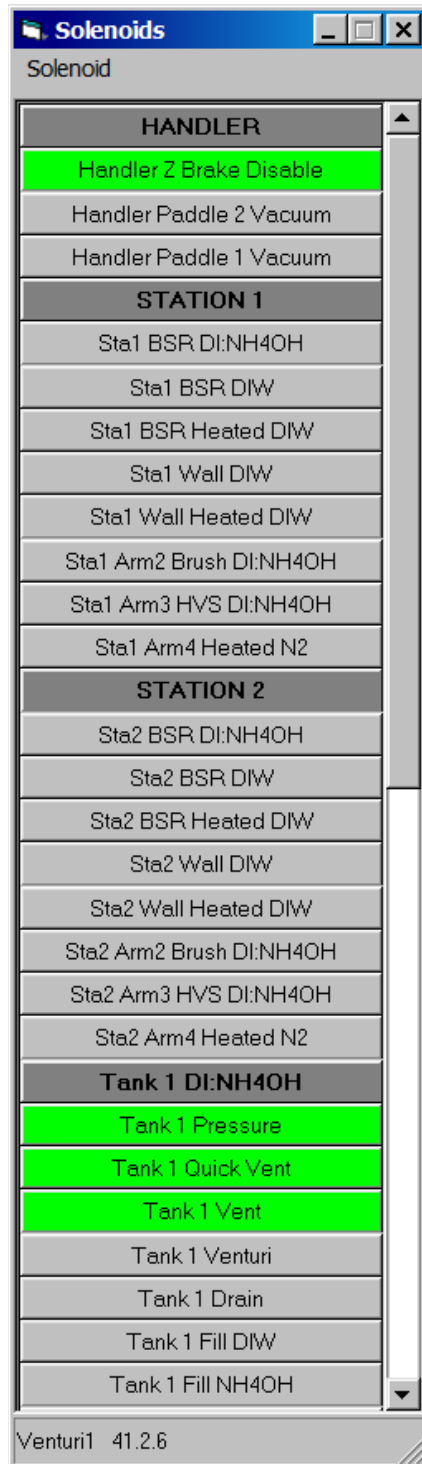 Solenoids
Solenoid
HANDLER
Handler Z Brake Disable
Handler Paddle 2 Vacuum
Handler Paddle 1 Vacuum
STATION 1
Sta1 BSR DI:NH4OH
Sta1 BSR DIW
Sta1 BSR Heated DIW
Sta1 Wall DIW
Sta1 Wall Heated DIW
Sta1 Arm2 Brush DI:NH4OH
Sta1 Arm3 HVS DI:NH4OH
Sta1 Arm4 Heated N2
STATION 2
Sta2 BSR DI:NH4OH
Sta2 BSR DIW
Sta2 BSR Heated DIW
Sta2 Wall DIW
Sta2 Wall Heated DIW
Sta2 Arm2 Brush DI:NH4OH
Sta2 Arm3 HVS DI:NH4OH
Sta2 Arm4 Heated N2
Tank 1 DI:NH4OH
Tank 1 Pressure
Tank 1 Quick Vent
Tank 1 Vent
Tank 1 Venturi
Tank 1 Drain
Tank 1 Fill DIW
Tank 1 Fill NH4OH
Venturi1 41.2.6